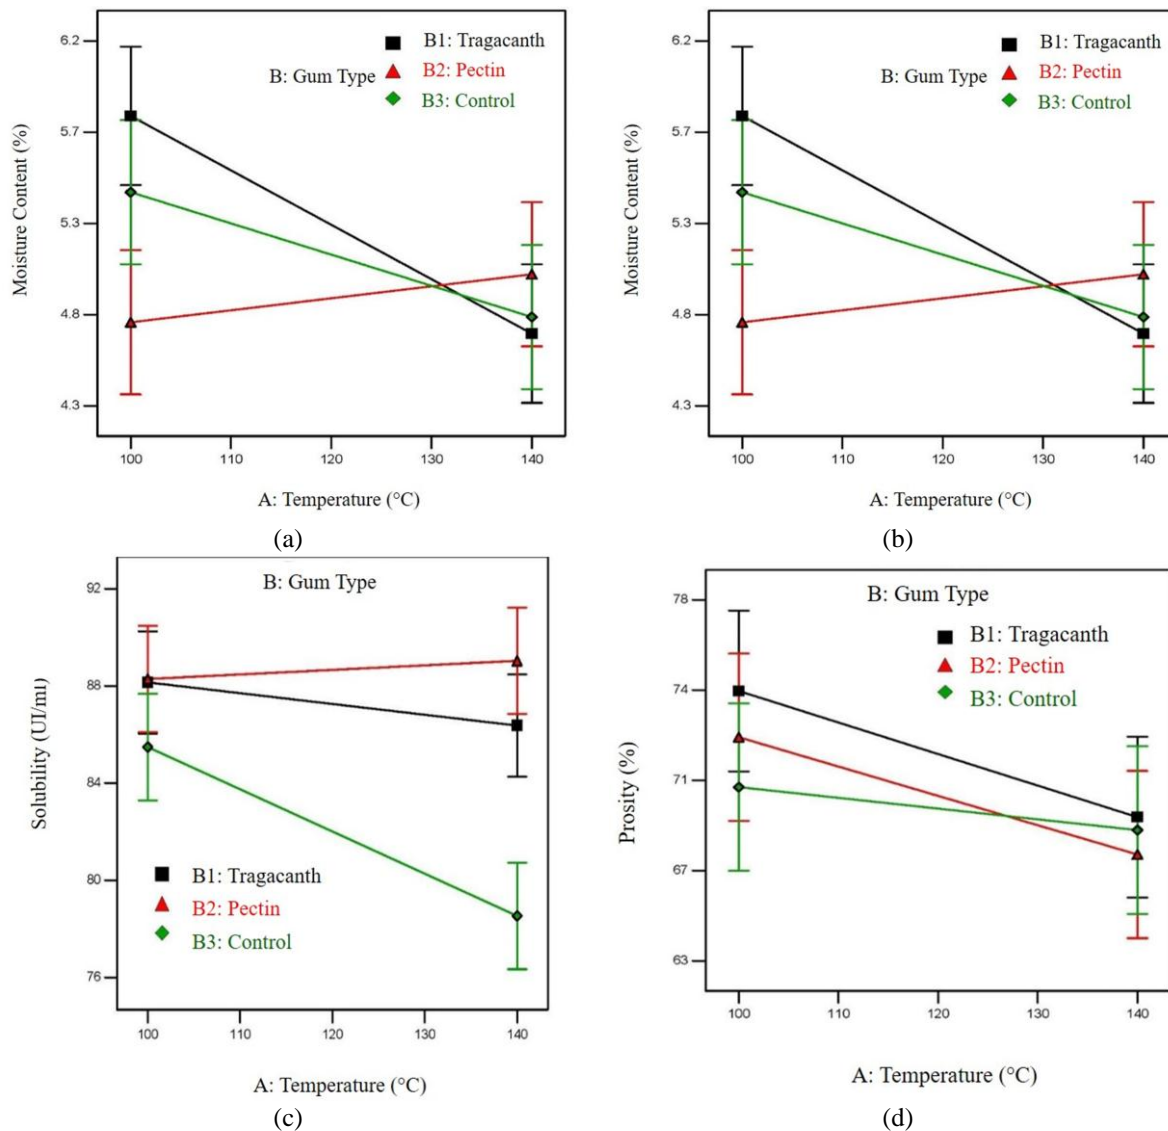 6.2
5.7
5.3
4.8
4.3
Moisture Content (%)
B: Gum Type
B1: Tragacanth
B2: Pectin
B3: Control
100
110
120
130
140
A: Temperature (°C)
(a)
6.2
5.7
5.3
4.8
4.3
Moisture Content (%)
B: Gum Type
B1: Tragacanth
B2: Pectin
B3: Control
100
110
120
130
140
A: Temperature (°C)
(b)
92
88
84
80
76
Solubility (UI/ml)
B: Gum Type
B1: Tragacanth
B2: Pectin
B3: Control
100
110
120
130
140
A: Temperature (°C)
(c)
78
74
71
67
63
Prosity (%)
B: Gum Type
B1: Tragacanth
B2: Pectin
B3: Control
100
110
120
130
140
A: Temperature (°C)
(d)